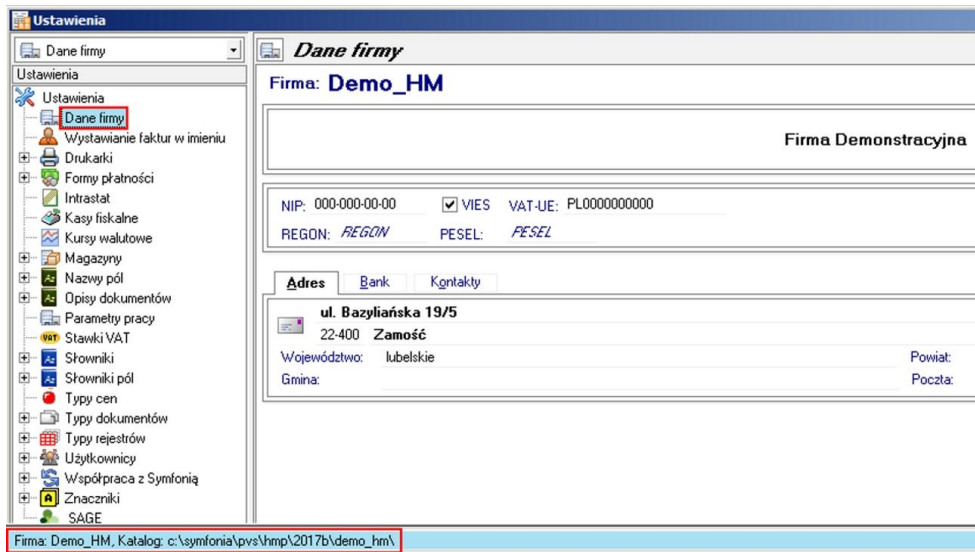 Ustawienia
Dane firmy
Ustawienia
Ustawienia
Dane firmy
Wystawianie faktur w imieniu
Drukarki
Formy płatności
Intrastat
Kasy fiskalne
Kursy walutowe
Magazyny
Nazwy pól
Opisy dokumentów
Parametry pracy
VAT Stawki VAT
Słowniki
Słowniki pól
Typy cen
Typy dokumentów
Typy rejestrów
Użytkownicy
Współpraca z Symfonią
A Znaczniki
SAGE
Dane firmy
Firma: Demo_HM
Firma Demonstracyjna
NIP: 000-000-00-00 VIES VAT-UE: PL0000000000
REGON: REGON PESEL: PESEL
Adres Bank Kontakty
ul. Bazyliańska 19/5
22-400 Zamość
Województwo: lubelskie Powiat:
Gmina: Poczta:
Firma: Demo_HM, Katalog: c:\symfonia\pvs\hmp\2017b\demo_hm\